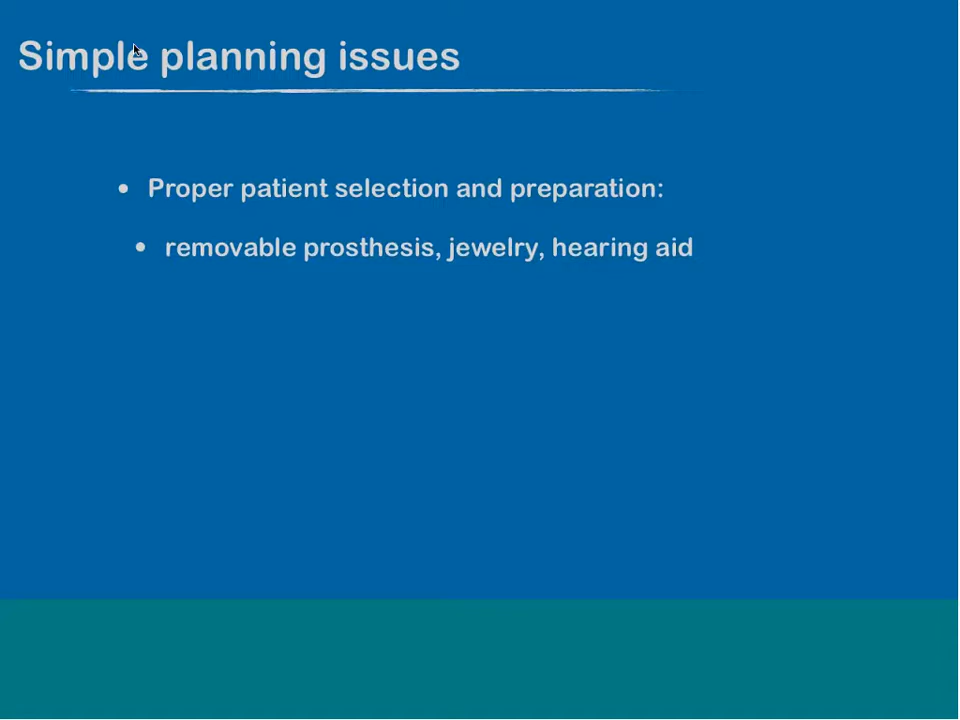 Simple planning issues
• Proper patient selection and preparation:
• removable prosthesis, jewelry, hearing aid